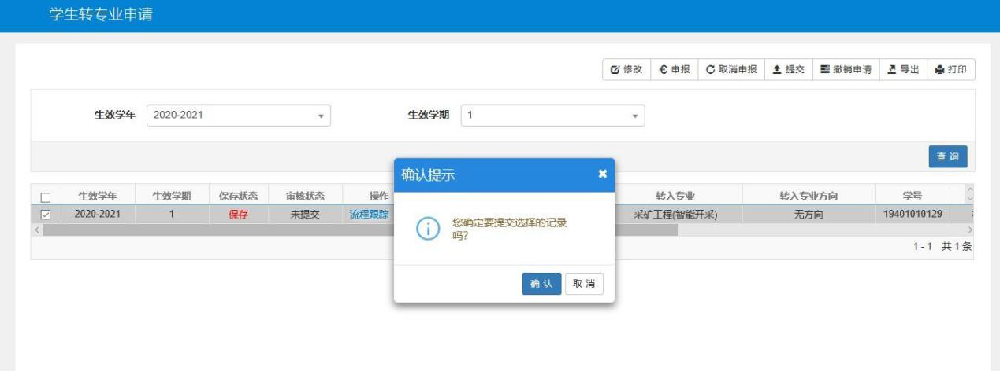 学生转专业申请
修改 申报 取消申报 提交 撤销申请 导出 打印
生效学年 2020-2021 生效学期 1
查询
确认提示
生效学年 生效学期 保存状态 审核状态 操作 转入专业 转入专业方向 学号
2020-2021 1 保存 未提交 流程跟踪 采矿工程(智能开采) 无方向 19401010129
您确定要提交选择的记录
吗?
1 - 1 共 1 条
确认 取消